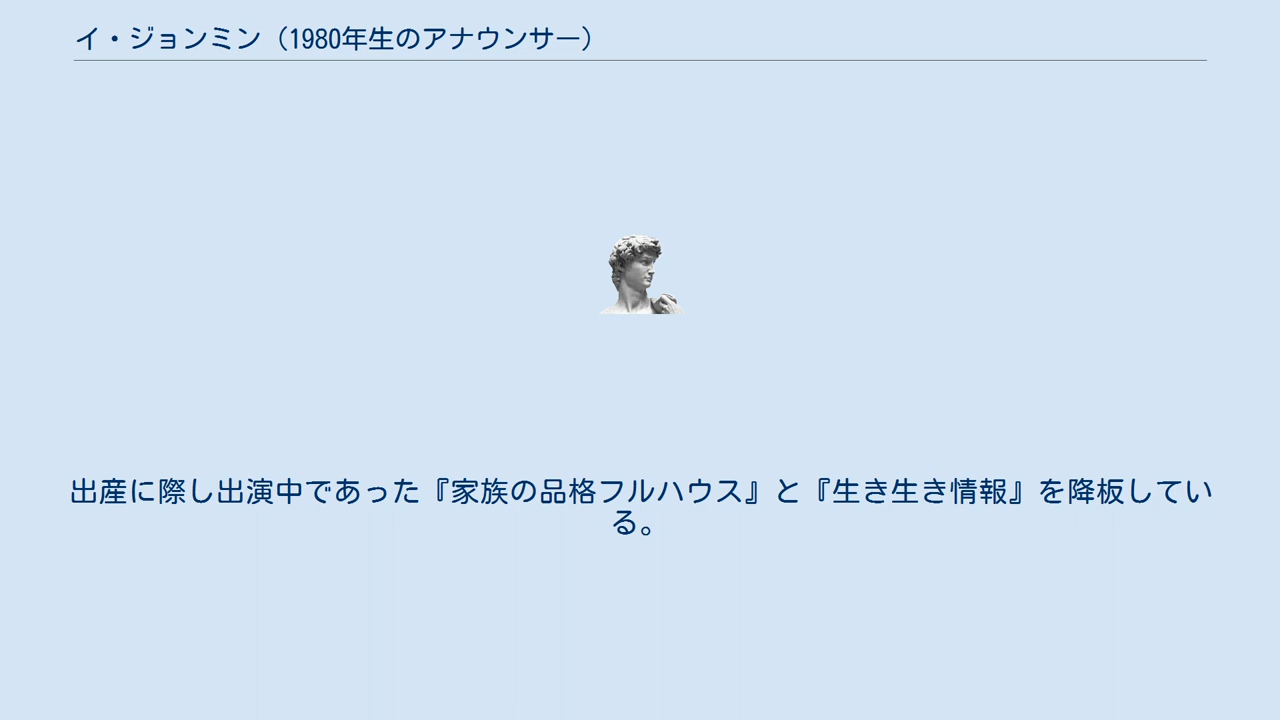 イ・ジョンミン（1980年生のアナウンサー）
出産に際し出演中であった『家族の品格フルハウス』と『生き生き情報』を降板してい
る。